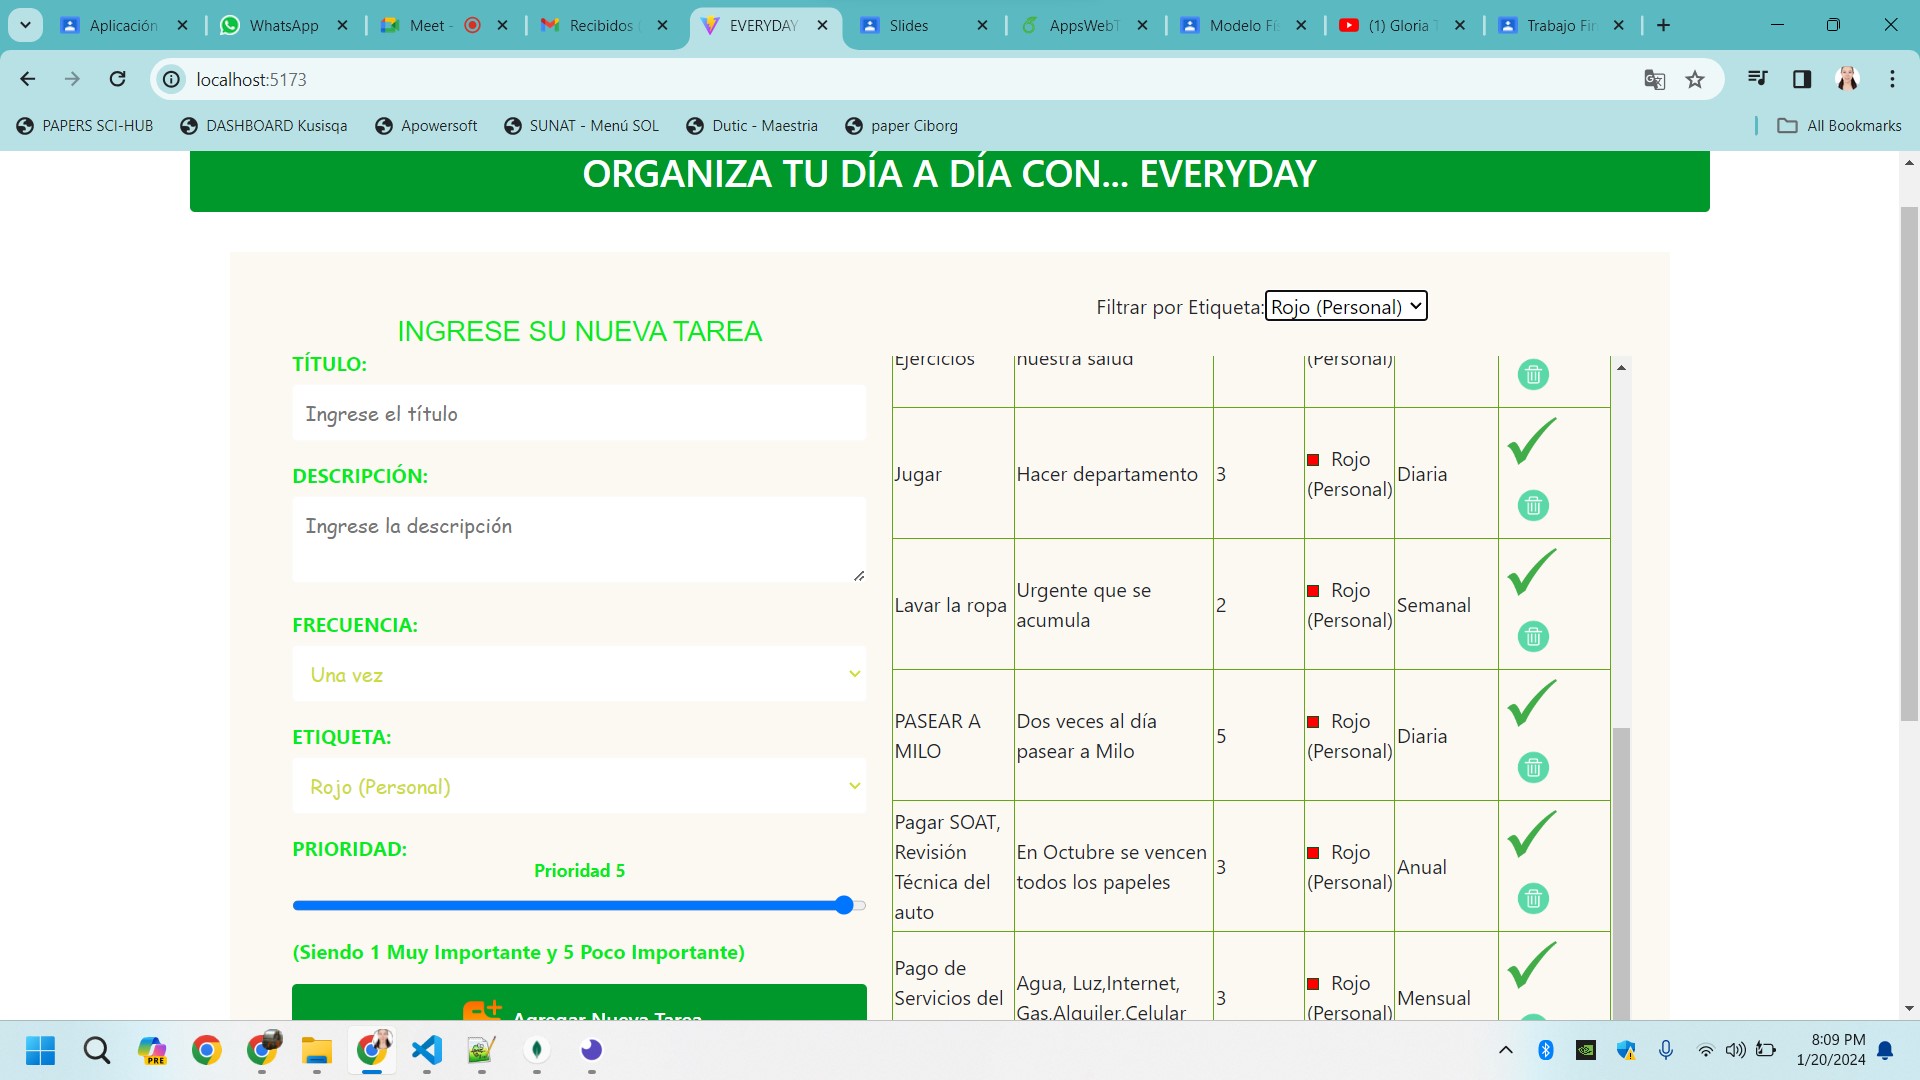 Aplicación
WhatsApp
Meet -
Recibidos
EVERYDAY
Slides
AppsWebT
Modelo Fí
(1) Gloria T
Trabajo Fin
localhost:5173
PAPERS SCI-HUB
DASHBOARD Kusisqa
Apowersoft
SUNAT - Menú SOL
Dutic - Maestria
paper Ciborg
All Bookmarks
ORGANIZA TU DÍA A DÍA CON... EVERYDAY
INGRESE SU NUEVA TAREA
TÍTULO:
Ingrese el título
DESCRIPCIÓN:
Ingrese la descripción
FRECUENCIA:
Una vez
ETIQUETA:
Rojo (Personal)
PRIORIDAD:
Prioridad 5
(Siendo 1 Muy Importante y 5 Poco Importante)
Agregar Nueva Tarea
Filtrar por Etiqueta: Rojo (Personal)
Ejercicios
nuestra salud
(Personal)
Jugar
Hacer departamento
3
Rojo
(Personal)
Diaria
Lavar la ropa
Urgente que se
acumula
2
Rojo
(Personal)
Semanal
PASEAR A
MILO
Dos veces al día
pasear a Milo
5
Rojo
(Personal)
Diaria
Pagar SOAT,
Revisión
Técnica del
auto
En Octubre se vencen
todos los papeles
3
Rojo
(Personal)
Anual
Pago de
Servicios del
Agua, Luz,Internet,
Gas,Alquiler,Celular
3
Rojo
(Personal)
Mensual
PRE
8:09 PM
1/20/2024